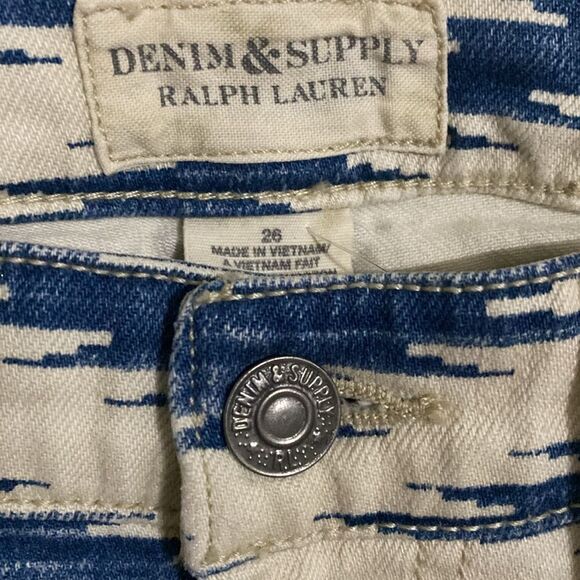 DENIM & SUPPLY
RALPH LAUREN
26
MADE IN VIETNAM/
A VIETNAM FAIT
DENIM & SUPPLY
RL